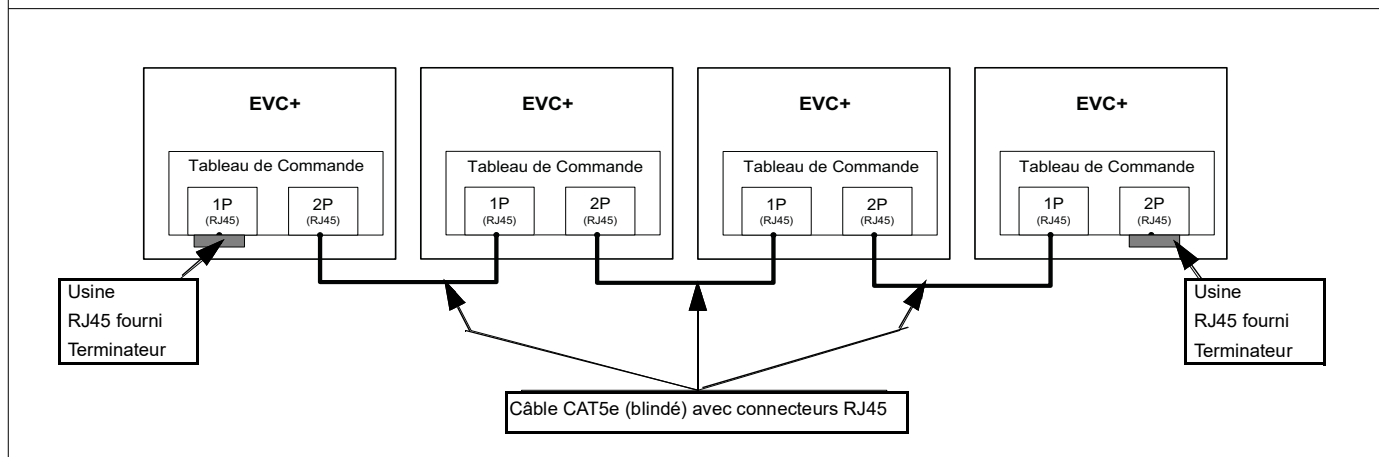 EVC+
EVC+
EVC+
EVC+
Tableau de Commande
Tableau de Commande
Tableau de Commande
Tableau de Commande
1P
2P
1P
2P
1P
2P
1P
2P
(RJ45)
(RJ45)
(RJ45)
(RJ45)
(RJ45)
(RJ45)
(RJ45)
(RJ45)
Usine
RJ45 fourni
Terminateur
Usine
RJ45 fourni
Terminateur
Câble CAT5e (blindé) avec connecteurs RJ45